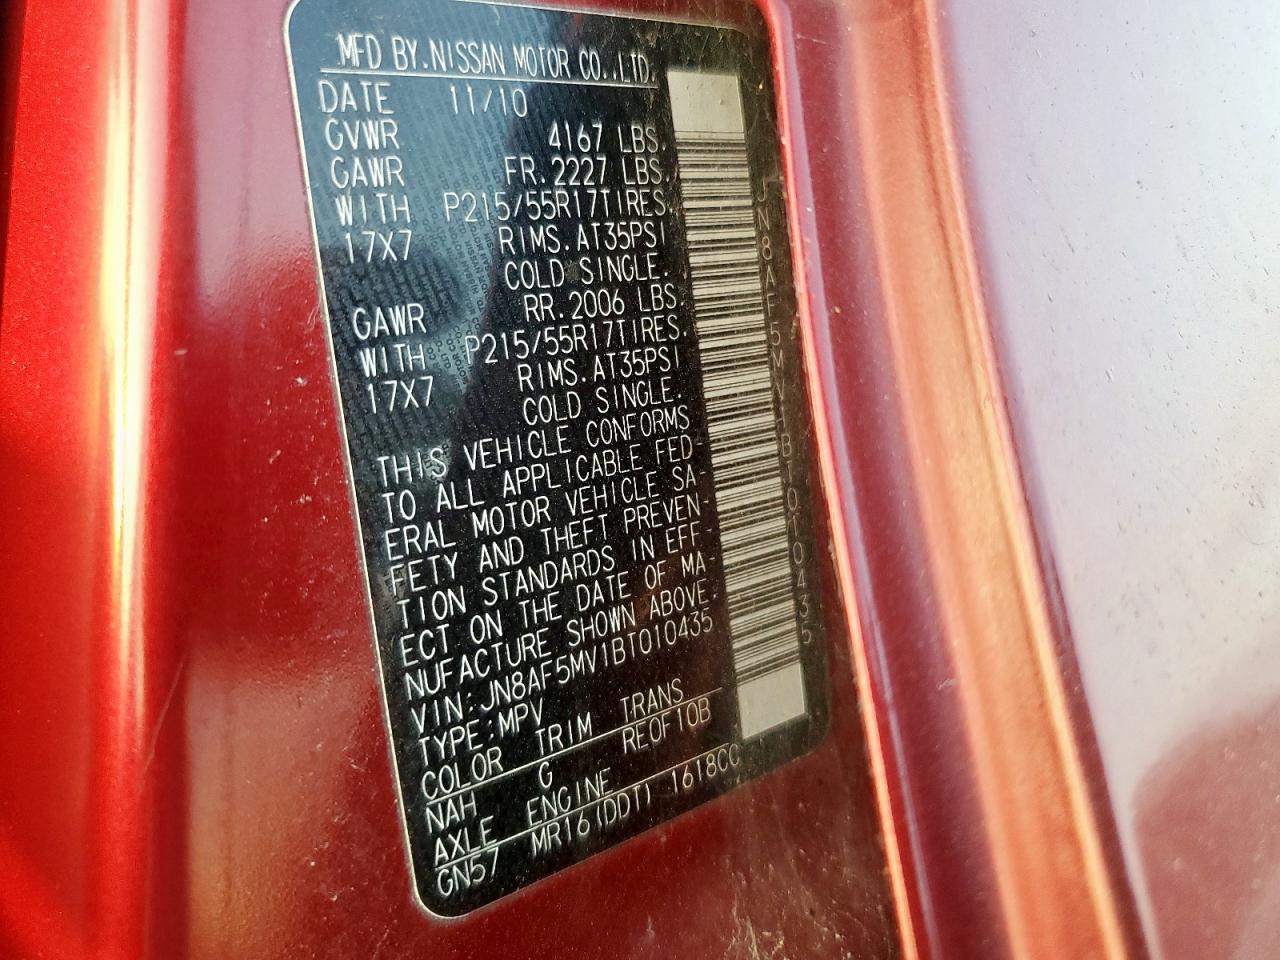 MFD BY.NISSAN MOTOR CO.,LTD.
DATE 11/10
GVWR 4167 LBS.
GAWR FR.2227 LBS.
WITH P215/55R17TIRES.
17X7 RIMS.AT35PSI
COLD SINGLE.
GAWR RR.2006 LBS.
WITH P215/55R17TIRES.
17X7 RIMS.AT35PSI
COLD SINGLE.
THIS VEHICLE CONFORMS
TO ALL APPLICABLE FED-
ERAL MOTOR VEHICLE SA-
FETY AND THEFT PREVEN-
TION STANDARDS IN EFF-
ECT ON THE DATE OF MA-
NUFACTURE SHOWN ABOVE.
VIN:JN8AF5MV1BT010435
TYPE:MPV
COLOR TRIM TRANS
NAH G RE0F10B
AXLE ENGINE
GN57 MR16(DDT) 1618CC
JN8AF5MV1BT010435